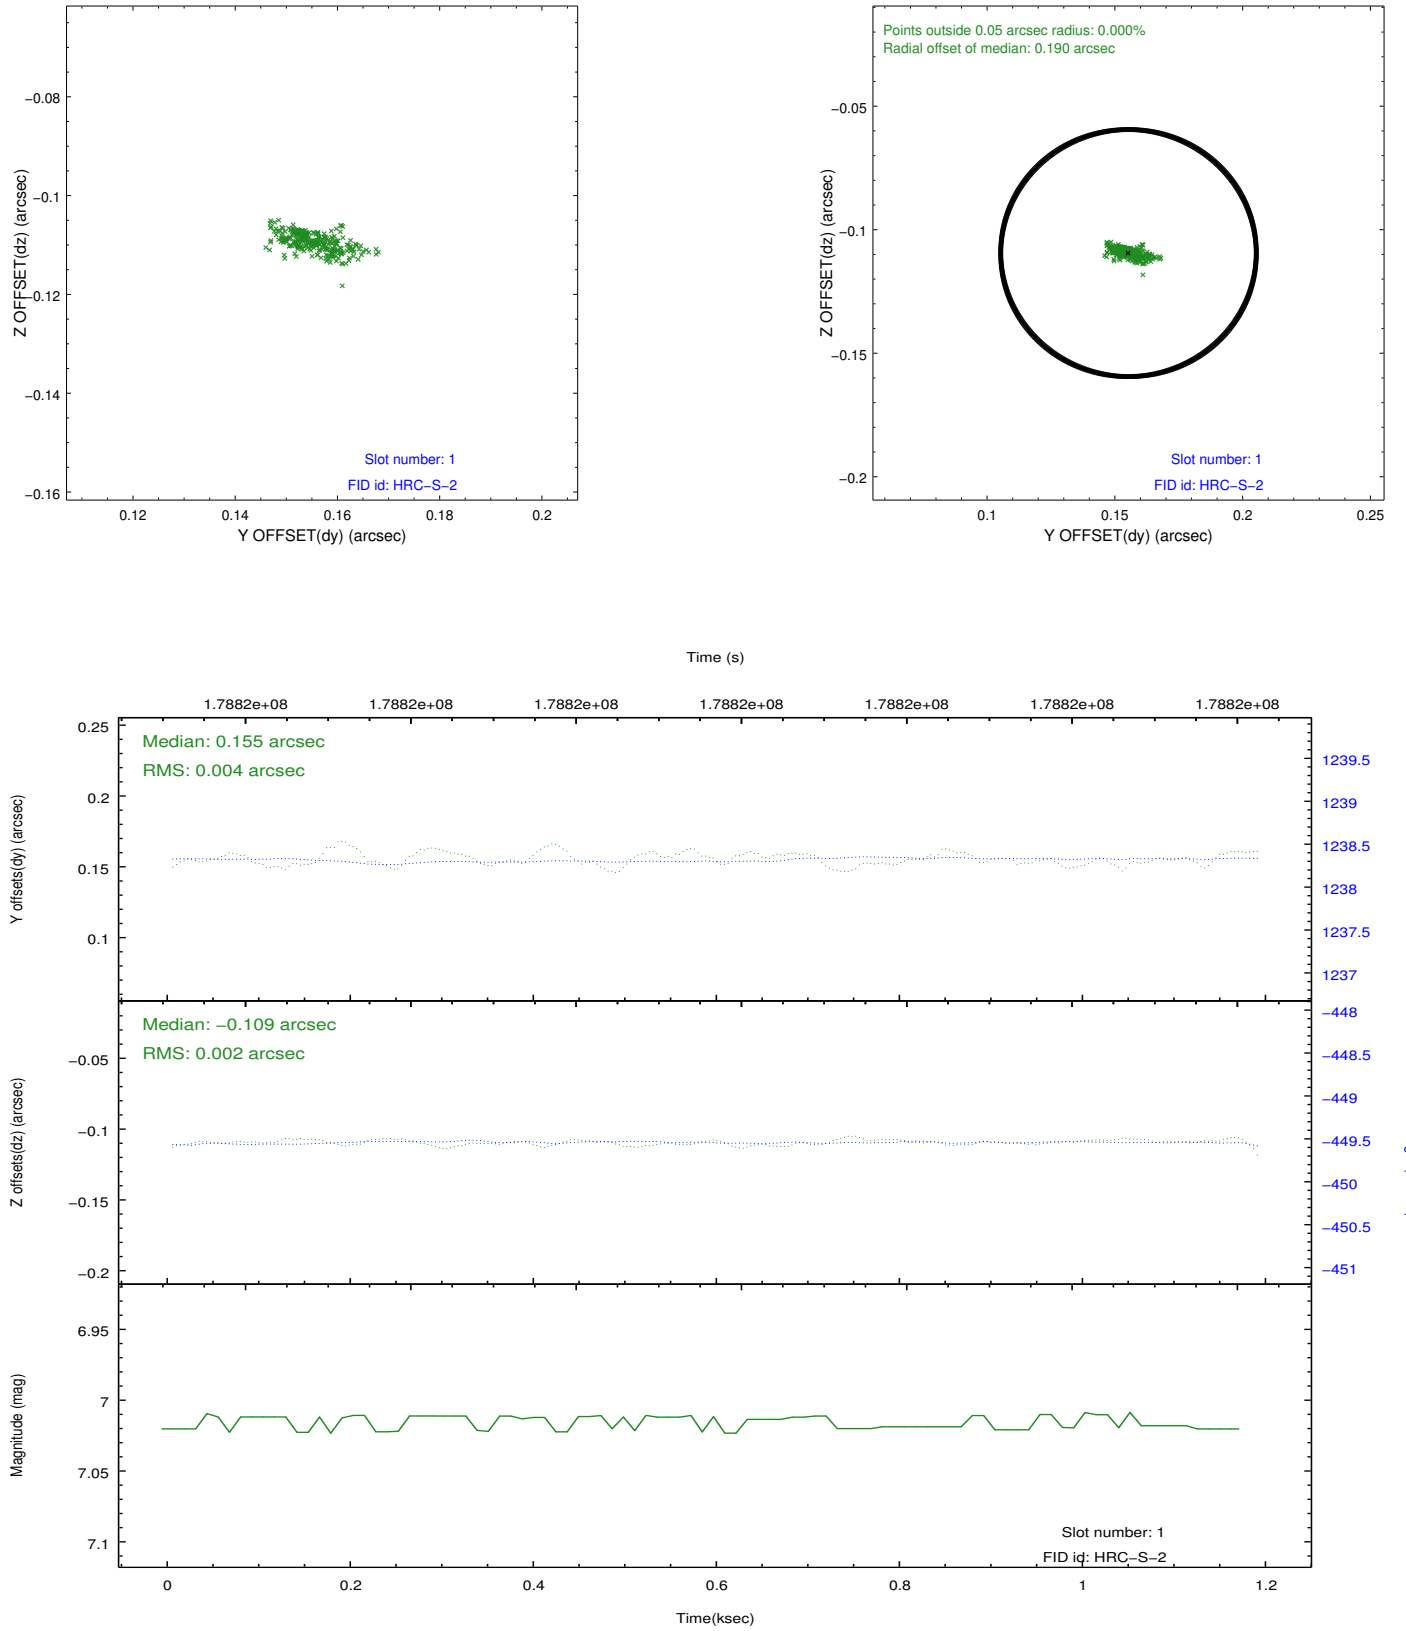 −0.08
−0.1
−0.12
−0.14
−0.16
Z OFFSET(dz) (arcsec)
Slot number: 1
FID id: HRC−S−2
0.12
0.14
0.16
0.18
0.2
Y OFFSET(dy) (arcsec)
Points outside 0.05 arcsec radius: 0.000%
Radial offset of median: 0.190 arcsec
−0.05
−0.1
−0.15
−0.2
Z OFFSET(dz) (arcsec)
Slot number: 1
FID id: HRC−S−2
0.1
0.15
0.2
0.25
Y OFFSET(dy) (arcsec)
Time (s)
1.7882e+08
1.7882e+08
1.7882e+08
1.7882e+08
1.7882e+08
1.7882e+08
1.7882e+08
Median: 0.155 arcsec
RMS: 0.004 arcsec
0.25
0.2
0.15
0.1
Y offsets(dy) (arcsec)
1239.5
1239
1238.5
1238
1237.5
1237
Median: −0.109 arcsec
RMS: 0.002 arcsec
−0.05
−0.1
−0.15
−0.2
Z offsets(dz) (arcsec)
−448
−448.5
−449
−449.5
−450
−450.5
−451
6.95
7
7.05
7.1
Magnitude (mag)
Slot number: 1
FID id: HRC−S−2
0
0.2
0.4
0.6
0.8
1
1.2
Time(ksec)